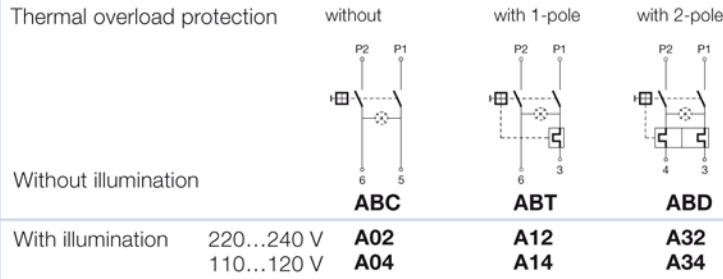 Thermal overload protection without with 1-pole with 2-pole
P2 P1 P2 P1 P2 P1
6 5 6 3 4 3
Without illumination
ABC ABT ABD
With illumination 220...240 V A02 A12 A32
110...120 V A04 A14 A34